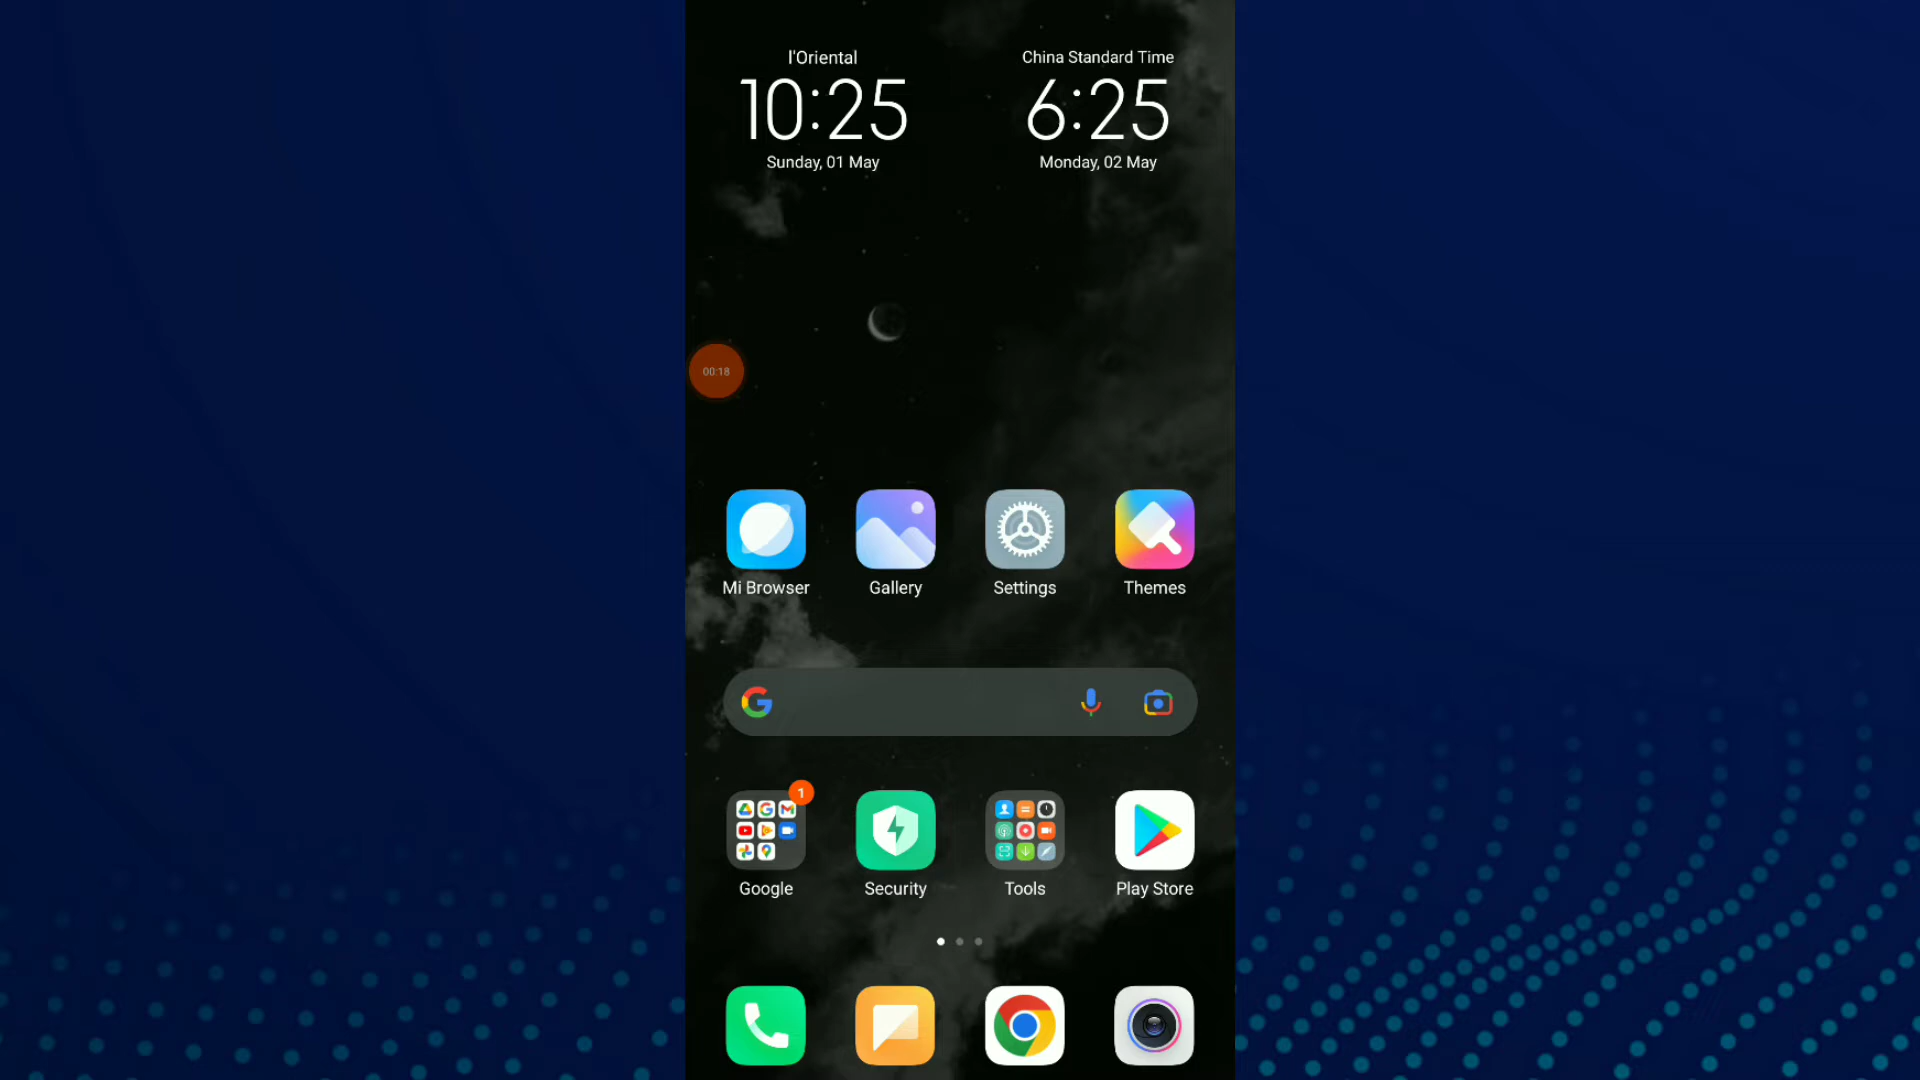 l'Oriental
10:25
Sunday, 01 May
China Standard Time
6:25
Monday, 02 May
00:18
Mi Browser
Gallery
Settings
Themes
1
Google
Security
Tools
Play Store